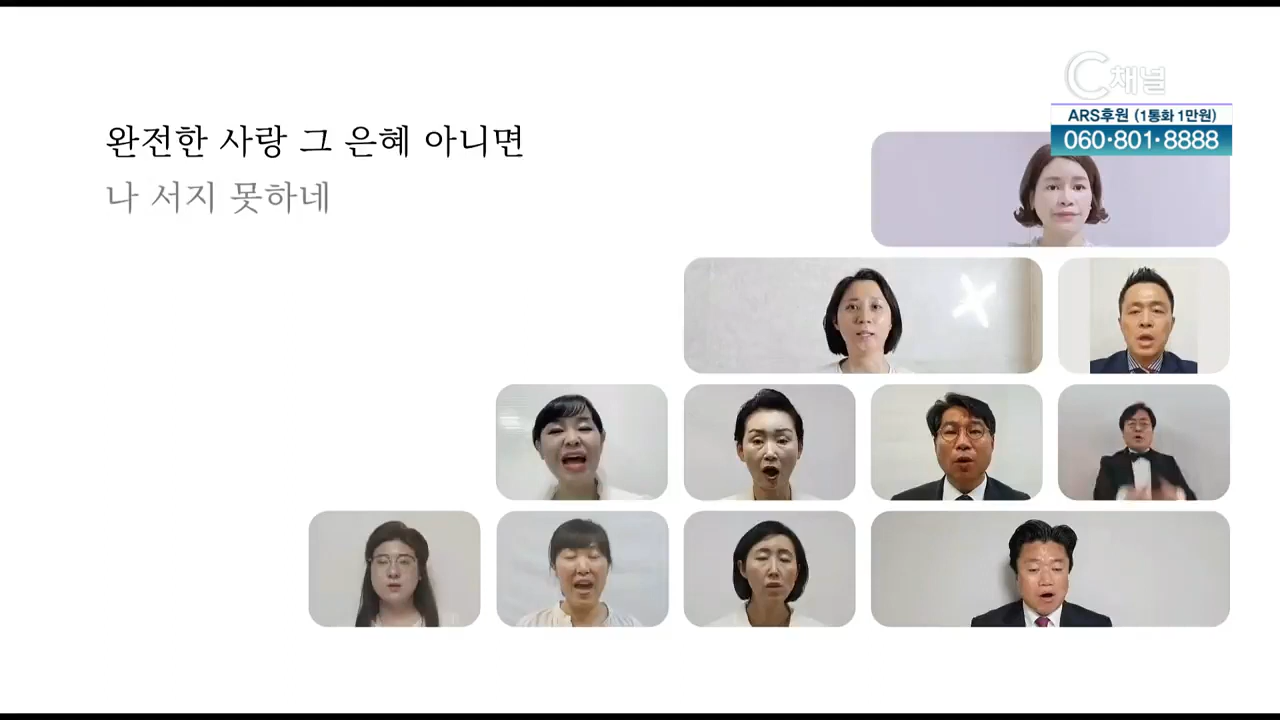 C채널
ARS후원 (1통화 1만원)
060·801·8888
완전한 사랑 그 은혜 아니면
나 서지 못하네